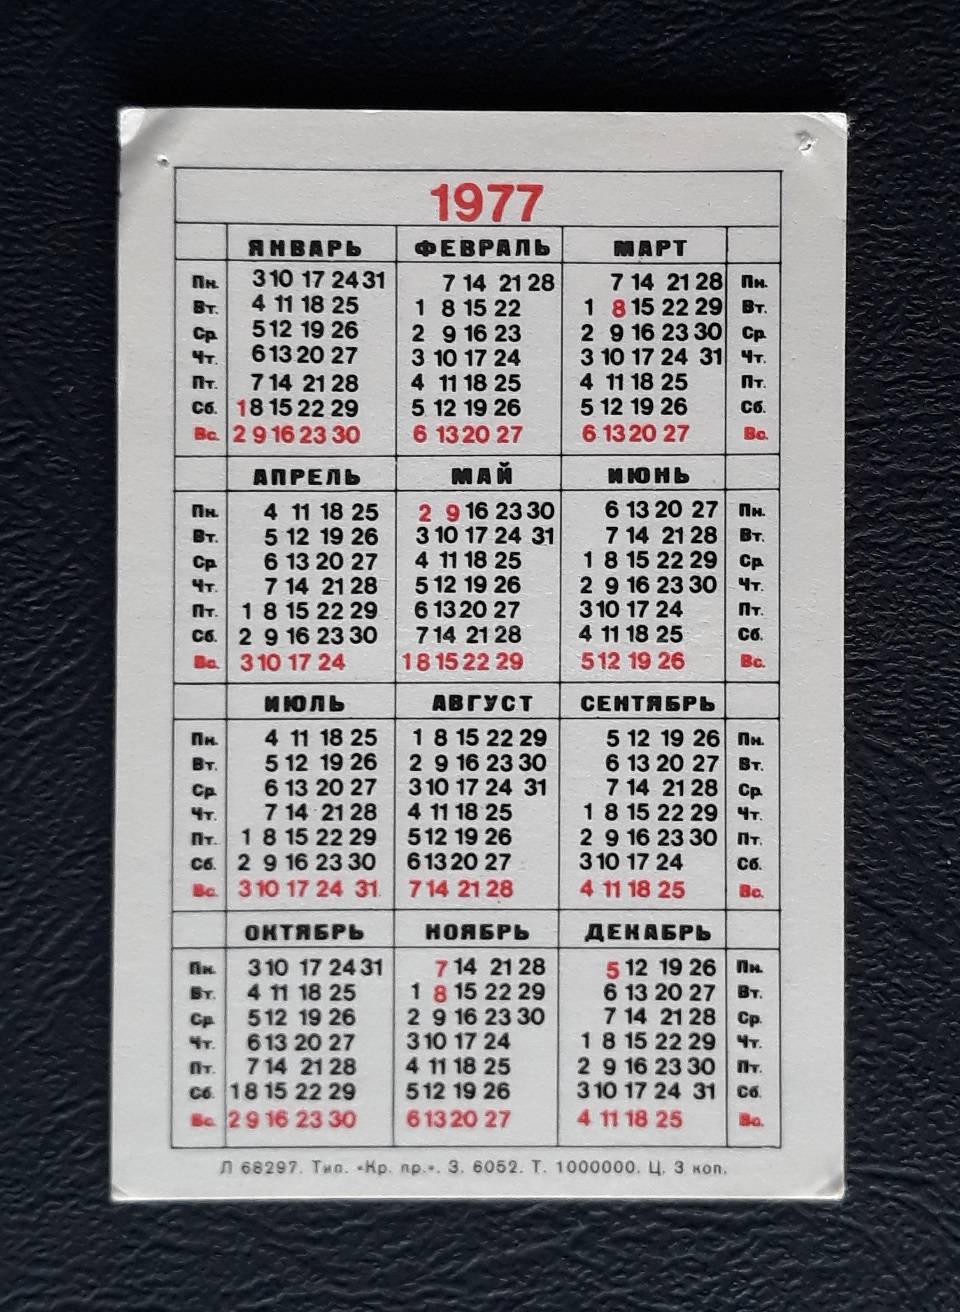 1977
ЯНВАРЬ ФЕВРАЛЬ МАРТ
Пн. 3 10 17 24 31 7 14 21 28 7 14 21 28 Пн.
Вт. 4 11 18 25 1 8 15 22 1 8 15 22 29 Вт.
Ср. 5 12 19 26 2 9 16 23 2 9 16 23 30 Ср.
Чт. 6 13 20 27 3 10 17 24 3 10 17 24 31 Чт.
Пт. 7 14 21 28 4 11 18 25 4 11 18 25 Пт.
Сб. 1 8 15 22 29 5 12 19 26 5 12 19 26 Сб.
Вс. 2 9 16 23 30 6 13 20 27 6 13 20 27 Вс.
АПРЕЛЬ МАЙ ИЮНЬ
Пн. 4 11 18 25 2 9 16 23 30 6 13 20 27 Пн.
Вт. 5 12 19 26 3 10 17 24 31 7 14 21 28 Вт.
Ср. 6 13 20 27 4 11 18 25 1 8 15 22 29 Ср.
Чт. 7 14 21 28 5 12 19 26 2 9 16 23 30 Чт.
Пт. 1 8 15 22 29 6 13 20 27 3 10 17 24 Пт.
Сб. 2 9 16 23 30 7 14 21 28 4 11 18 25 Сб.
Вс. 3 10 17 24 1 8 15 22 29 5 12 19 26 Вс.
ИЮЛЬ АВГУСТ СЕНТЯБРЬ
Пн. 4 11 18 25 1 8 15 22 29 5 12 19 26 Пн.
Вт. 5 12 19 26 2 9 16 23 30 6 13 20 27 Вт.
Ср. 6 13 20 27 3 10 17 24 31 7 14 21 28 Ср.
Чт. 7 14 21 28 4 11 18 25 1 8 15 22 29 Чт.
Пт. 1 8 15 22 29 5 12 19 26 2 9 16 23 30 Пт.
Сб. 2 9 16 23 30 6 13 20 27 3 10 17 24 Сб.
Вс. 3 10 17 24 31 7 14 21 28 4 11 18 25 Вс.
ОКТЯБРЬ НОЯБРЬ ДЕКАБРЬ
Пн. 3 10 17 24 31 7 14 21 28 5 12 19 26 Пн.
Вт. 4 11 18 25 1 8 15 22 29 6 13 20 27 Вт.
Ср. 5 12 19 26 2 9 16 23 30 7 14 21 28 Ср.
Чт. 6 13 20 27 3 10 17 24 1 8 15 22 29 Чт.
Пт. 7 14 21 28 4 11 18 25 2 9 16 23 30 Пт.
Сб. 1 8 15 22 29 5 12 19 26 3 10 17 24 31 Сб.
Вс. 2 9 16 23 30 6 13 20 27 4 11 18 25 Вс.
Л 68297. Тип. «Кр. пр.». З. 6052. Т. 1000000. Ц. 3 коп.